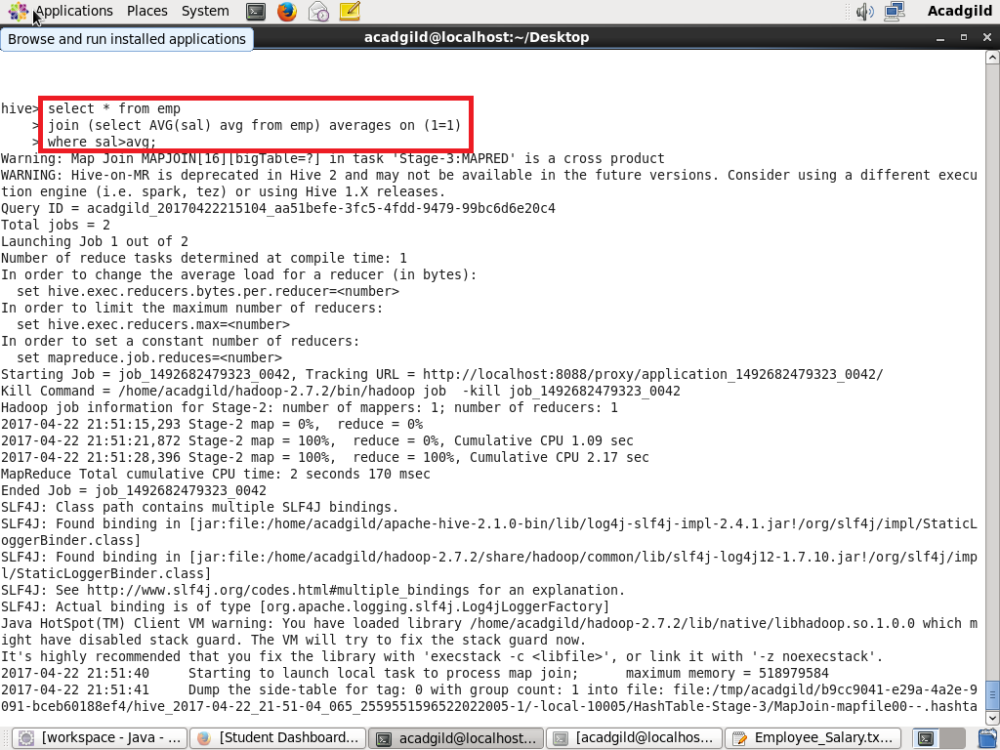 Applications Places System Acadgild
Browse and run installed applications
acadgild@localhost:~/Desktop
hive> select * from emp
    > join (select AVG(sal) avg from emp) averages on (1=1)
    > where sal>avg;
Warning: Map Join MAPJOIN[16][bigTable=?] in task 'Stage-3:MAPRED' is a cross product
WARNING: Hive-on-MR is deprecated in Hive 2 and may not be available in the future versions. Consider using a different execu
tion engine (i.e. spark, tez) or using Hive 1.X releases.
Query ID = acadgild_20170422215104_aa51befe-3fc5-4fdd-9479-99bc6d6e20c4
Total jobs = 2
Launching Job 1 out of 2
Number of reduce tasks determined at compile time: 1
In order to change the average load for a reducer (in bytes):
  set hive.exec.reducers.bytes.per.reducer=<number>
In order to limit the maximum number of reducers:
  set hive.exec.reducers.max=<number>
In order to set a constant number of reducers:
  set mapreduce.job.reduces=<number>
Starting Job = job_1492682479323_0042, Tracking URL = http://localhost:8088/proxy/application_1492682479323_0042/
Kill Command = /home/acadgild/hadoop-2.7.2/bin/hadoop job  -kill job_1492682479323_0042
Hadoop job information for Stage-2: number of mappers: 1; number of reducers: 1
2017-04-22 21:51:15,293 Stage-2 map = 0%,  reduce = 0%
2017-04-22 21:51:21,872 Stage-2 map = 100%,  reduce = 0%, Cumulative CPU 1.09 sec
2017-04-22 21:51:28,396 Stage-2 map = 100%,  reduce = 100%, Cumulative CPU 2.17 sec
MapReduce Total cumulative CPU time: 2 seconds 170 msec
Ended Job = job_1492682479323_0042
SLF4J: Class path contains multiple SLF4J bindings.
SLF4J: Found binding in [jar:file:/home/acadgild/apache-hive-2.1.0-bin/lib/log4j-slf4j-impl-2.4.1.jar!/org/slf4j/impl/StaticL
oggerBinder.class]
SLF4J: Found binding in [jar:file:/home/acadgild/hadoop-2.7.2/share/hadoop/common/lib/slf4j-log4j12-1.7.10.jar!/org/slf4j/imp
l/StaticLoggerBinder.class]
SLF4J: See http://www.slf4j.org/codes.html#multiple_bindings for an explanation.
SLF4J: Actual binding is of type [org.apache.logging.slf4j.Log4jLoggerFactory]
Java HotSpot(TM) Client VM warning: You have loaded library /home/acadgild/hadoop-2.7.2/lib/native/libhadoop.so.1.0.0 which m
ight have disabled stack guard. The VM will try to fix the stack guard now.
It's highly recommended that you fix the library with 'execstack -c <libfile>', or link it with '-z noexecstack'.
2017-04-22 21:51:40     Starting to launch local task to process map join;      maximum memory = 518979584
2017-04-22 21:51:41     Dump the side-table for tag: 0 with group count: 1 into file: file:/tmp/acadgild/b9cc9041-e29a-4a2e-9
091-bceb60188ef4/hive_2017-04-22_21-51-04_065_2559551596522022005-1/-local-10005/HashTable-Stage-3/MapJoin-mapfile00--.hashta
[workspace - Java - ... [Student Dashboard... acadgild@localhost... [acadgild@localhos... Employee_Salary.tx...